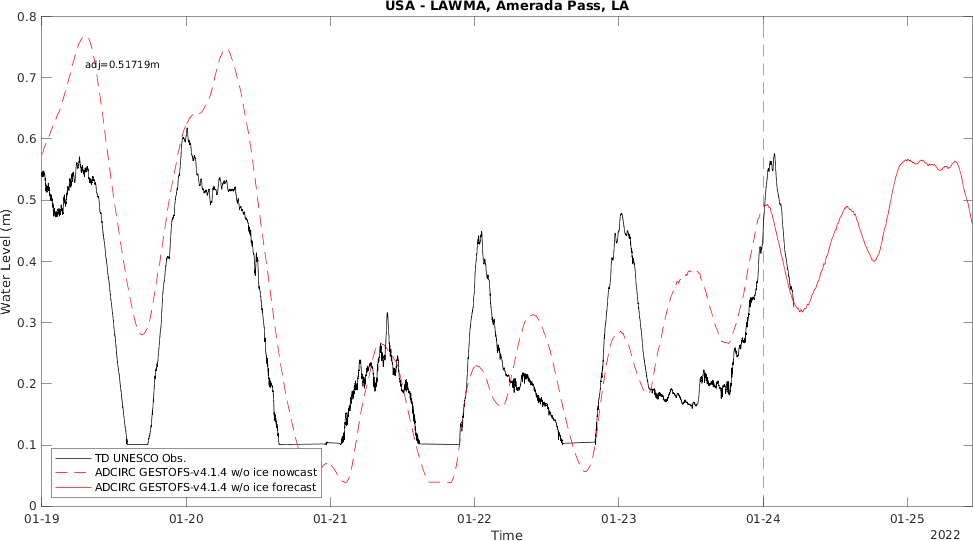 USA - LAWMA, Amerada Pass, LA
0.8
adj=0.51719m
0.7
0.6
0.5
0.4
0.3
0.2
0.1
0
Water Level (m)
TD UNESCO Obs.
ADCIRC GESTOFS-v4.1.4 w/o ice nowcast
ADCIRC GESTOFS-v4.1.4 w/o ice forecast
01-19 01-20 01-21 01-22 01-23 01-24 01-25
Time
2022